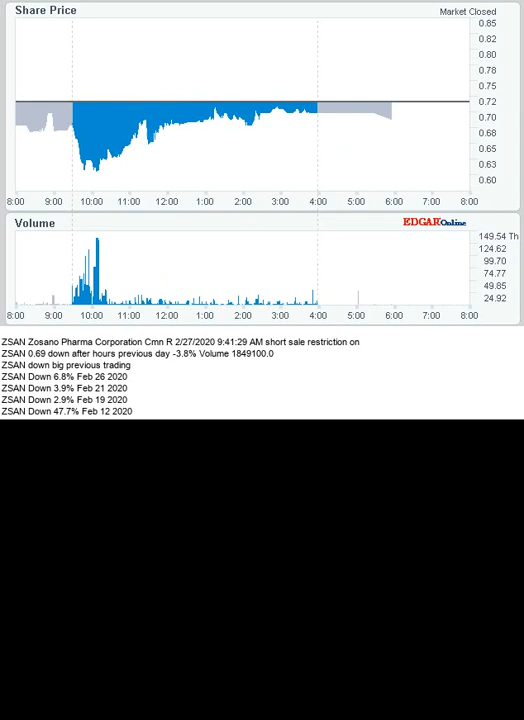 Share Price
Market Closed
0.85
0.82
0.80
0.78
0.75
0.72
0.70
0.68
0.65
0.63
0.60
8:00 9:00 10:00 11:00 12:00 1:00 2:00 3:00 4:00 5:00 6:00 7:00 8:00
Volume
EDGAR Online
149.54 Th
124.62
99.70
74.77
49.85
24.92
8:00 9:00 10:00 11:00 12:00 1:00 2:00 3:00 4:00 5:00 6:00 7:00 8:00
ZSAN Zosano Pharma Corporation Cmn R 2/27/2020 9:41:29 AM short sale restriction on
ZSAN 0.69 down after hours previous day -3.8% Volume 1849100.0
ZSAN down big previous trading
ZSAN Down 6.8% Feb 26 2020
ZSAN Down 3.9% Feb 21 2020
ZSAN Down 2.9% Feb 19 2020
ZSAN Down 47.7% Feb 12 2020